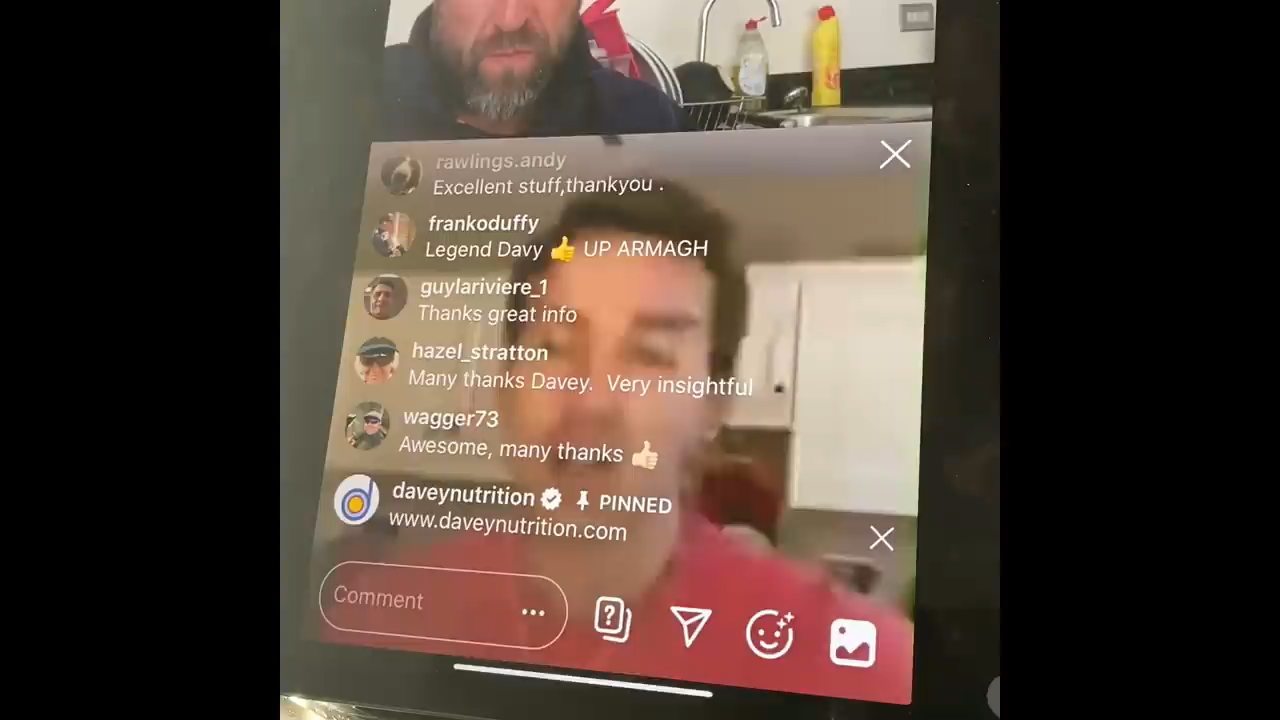 rawlings.andy
Excellent stuff,thankyou .
frankoduffy
Legend Davy 👍 UP ARMAGH
guylariviere_1
Thanks great info
hazel_stratton
Many thanks Davey.  Very insightful
wagger73
Awesome, many thanks 👍🏻
daveynutrition PINNED
www.daveynutrition.com
Comment